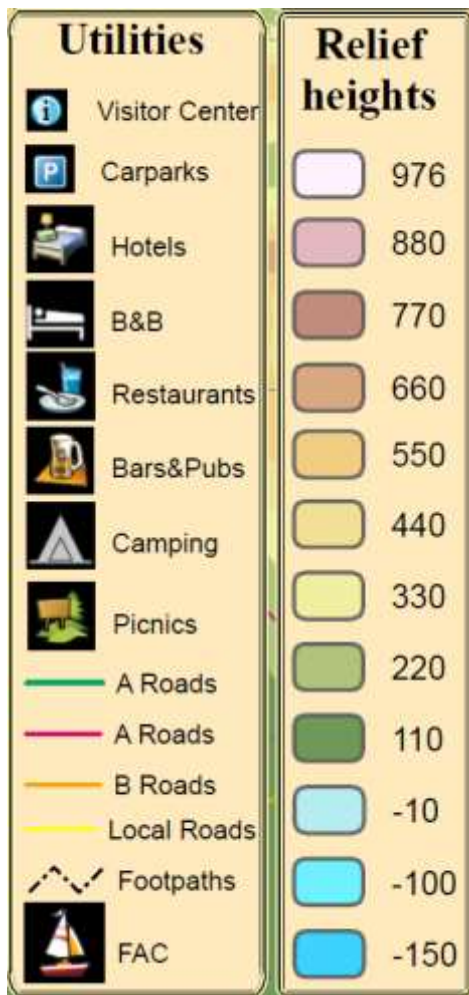 Utilities
Visitor Center
Carparks
P
Hotels
B&B
Restaurants
Bars&Pubs
Camping
Picnics
A Roads
A Roads
B Roads
Local Roads
Footpaths
FAC
Relief
heights
976
880
770
660
550
440
330
220
110
-10
-100
-150